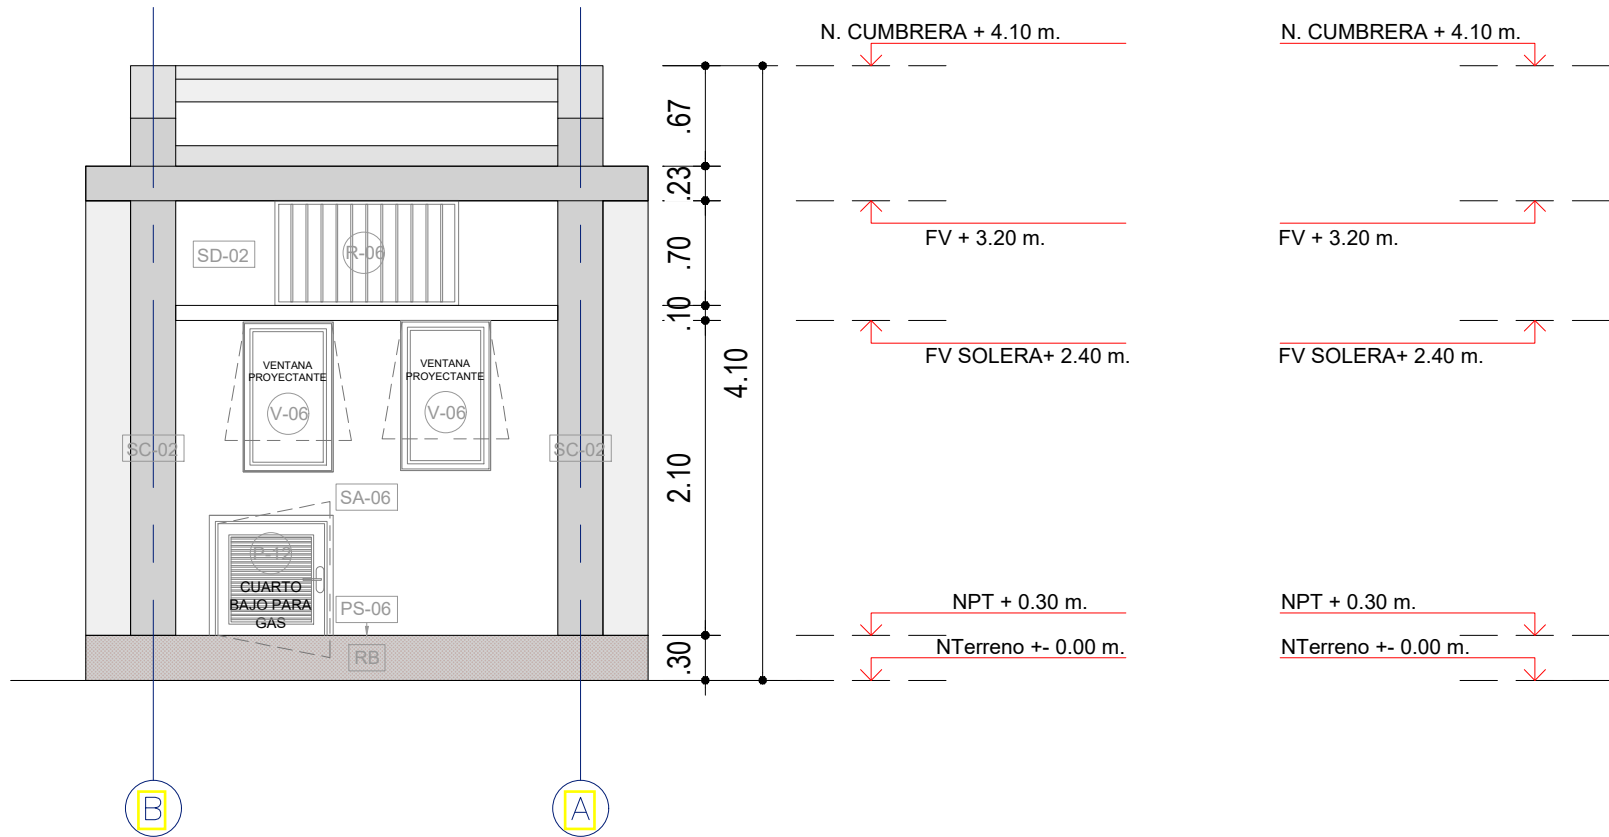 N. CUMBRERA + 4.10 m.
N. CUMBRERA + 4.10 m.
.67
.23
FV + 3.20 m.
FV + 3.20 m.
SD-02
R-06
.70
.10
FV SOLERA+ 2.40 m.
FV SOLERA+ 2.40 m.
VENTANA
PROYECTANTE
V-06
VENTANA
PROYECTANTE
V-06
4.10
SC-02
SC-02
2.10
SA-06
P-12
CUARTO
BAJO PARA
GAS
PS-06
NPT + 0.30 m.
NPT + 0.30 m.
RB
.30
NTerreno +- 0.00 m.
NTerreno +- 0.00 m.
B
A